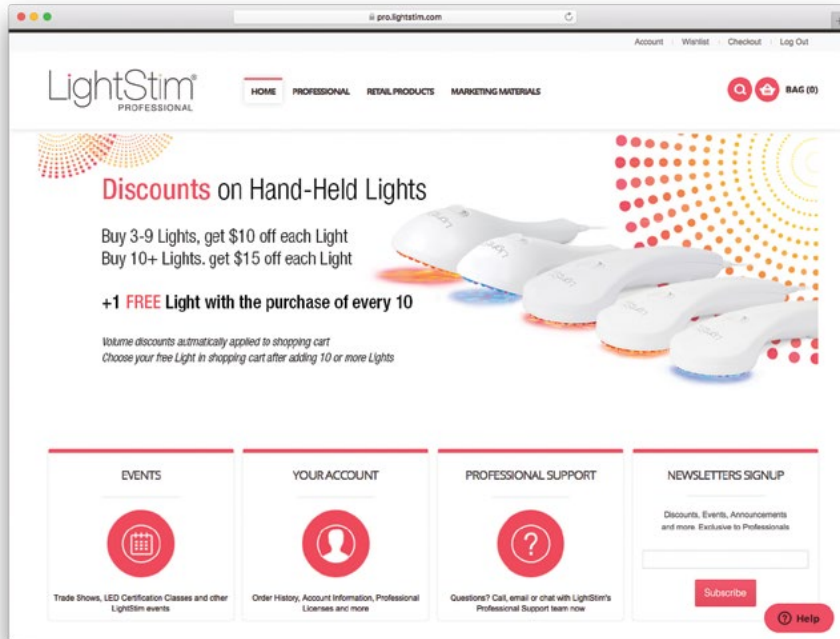 pro.lightstim.com
Account Wishlist Checkout Log Out
LightStim®
PROFESSIONAL
HOME PROFESSIONAL RETAIL PRODUCTS MARKETING MATERIALS
BAG (0)
Discounts on Hand-Held Lights
Buy 3-9 Lights, get $10 off each Light
Buy 10+ Lights. get $15 off each Light
+1 FREE Light with the purchase of every 10
Volume discounts autmatically applied to shopping cart
Choose your free Light in shopping cart after adding 10 or more Lights
EVENTS
Trade Shows, LED Certification Classes and other
LightStim events
YOUR ACCOUNT
Order History, Account Information, Professional
Licenses and more
PROFESSIONAL SUPPORT
?
Questions? Call, email or chat with LightStim's
Professional Support team now
NEWSLETTERS SIGNUP
Discounts, Events, Announcements
and more. Exclusive to Professionals
Subscribe
? Help